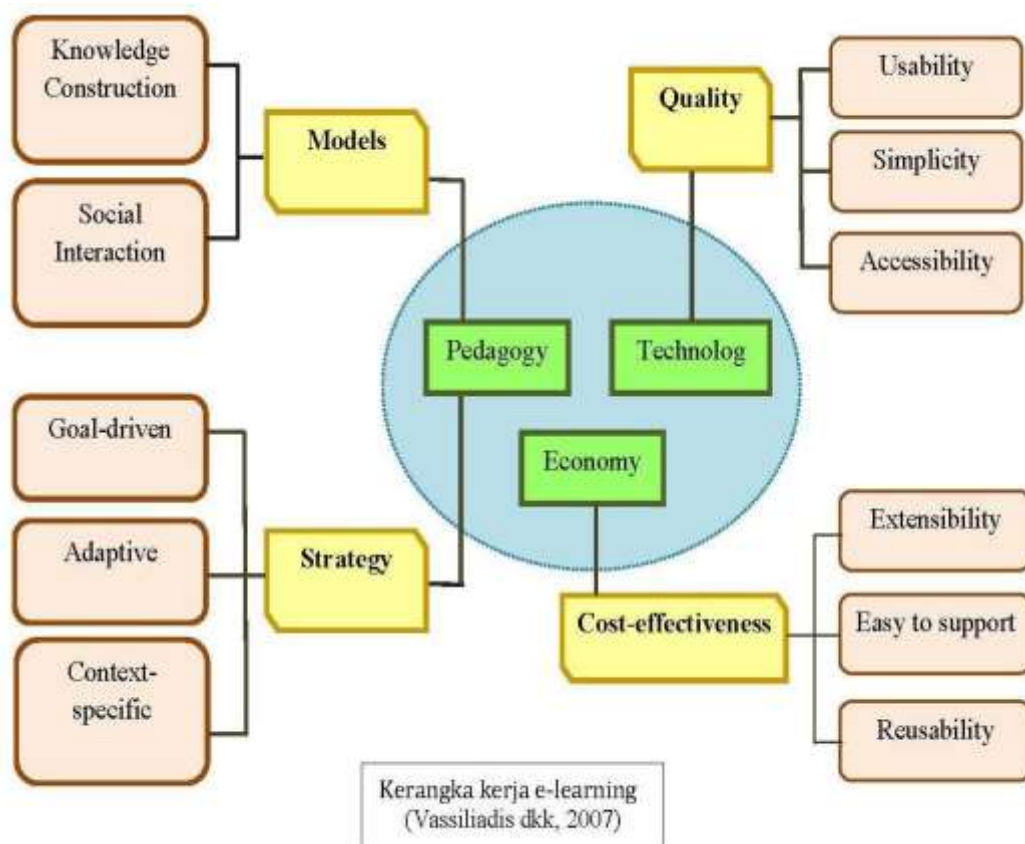 Knowledge
Construction
Social
Interaction
Models
Quality
Usability
Simplicity
Accessibility
Pedagogy
Technolog
Economy
Goal-driven
Adaptive
Context-
specific
Strategy
Cost-effectiveness
Extensibility
Easy to support
Reusability
Kerangka kerja e-learning
(Vassiliadis dkk, 2007)